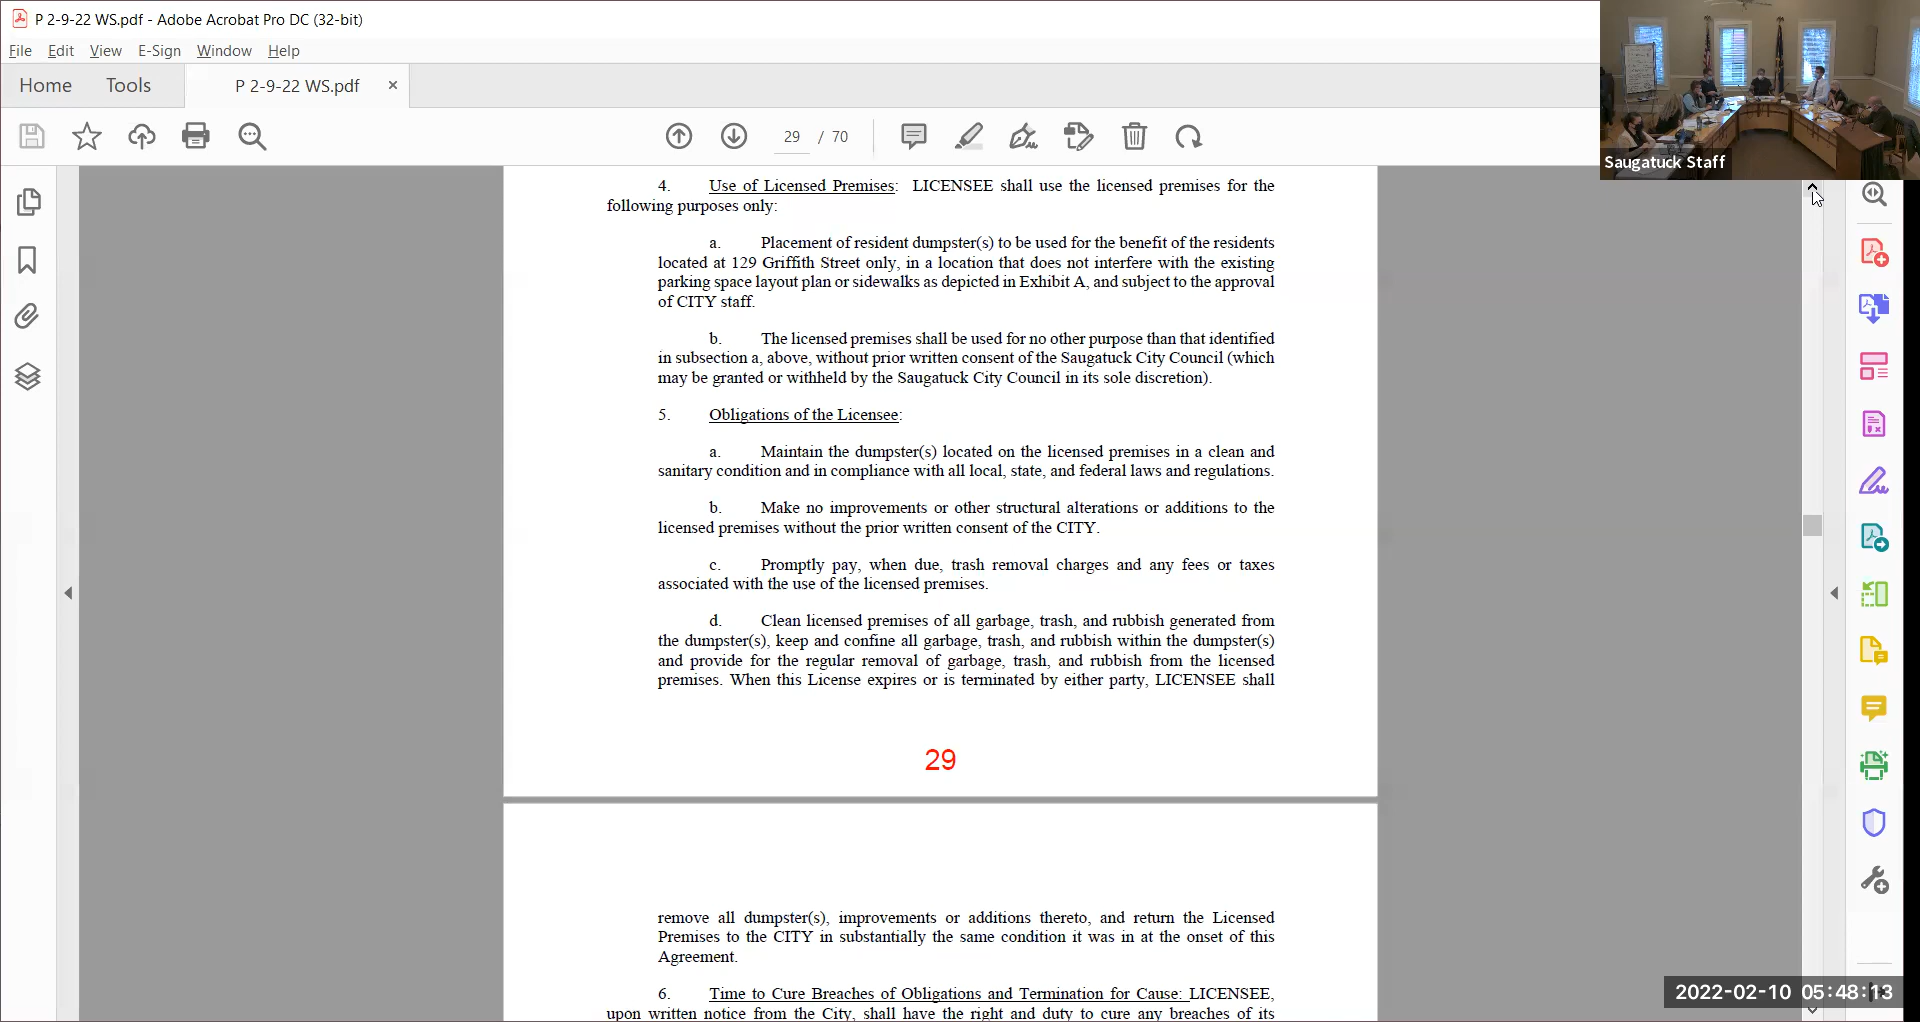 P 2-9-22 WS.pdf - Adobe Acrobat Pro DC (32-bit)
File Edit View E-Sign Window Help
Home Tools P 2-9-22 WS.pdf ×
29 / 70
Saugatuck Staff
4. Use of Licensed Premises: LICENSEE shall use the licensed premises for the
following purposes only:
a. Placement of resident dumpster(s) to be used for the benefit of the residents
located at 129 Griffith Street only, in a location that does not interfere with the existing
parking space layout plan or sidewalks as depicted in Exhibit A, and subject to the approval
of CITY staff.
b. The licensed premises shall be used for no other purpose than that identified
in subsection a, above, without prior written consent of the Saugatuck City Council (which
may be granted or withheld by the Saugatuck City Council in its sole discretion).
5. Obligations of the Licensee:
a. Maintain the dumpster(s) located on the licensed premises in a clean and
sanitary condition and in compliance with all local, state, and federal laws and regulations.
b. Make no improvements or other structural alterations or additions to the
licensed premises without the prior written consent of the CITY.
c. Promptly pay, when due, trash removal charges and any fees or taxes
associated with the use of the licensed premises.
d. Clean licensed premises of all garbage, trash, and rubbish generated from
the dumpster(s), keep and confine all garbage, trash, and rubbish within the dumpster(s)
and provide for the regular removal of garbage, trash, and rubbish from the licensed
premises. When this License expires or is terminated by either party, LICENSEE shall
29
remove all dumpster(s), improvements or additions thereto, and return the Licensed
Premises to the CITY in substantially the same condition it was in at the onset of this
Agreement.
6. Time to Cure Breaches of Obligations and Termination for Cause: LICENSEE,
upon written notice from the City, shall have the right and duty to cure any breaches of its
2022-02-10 05:48:13